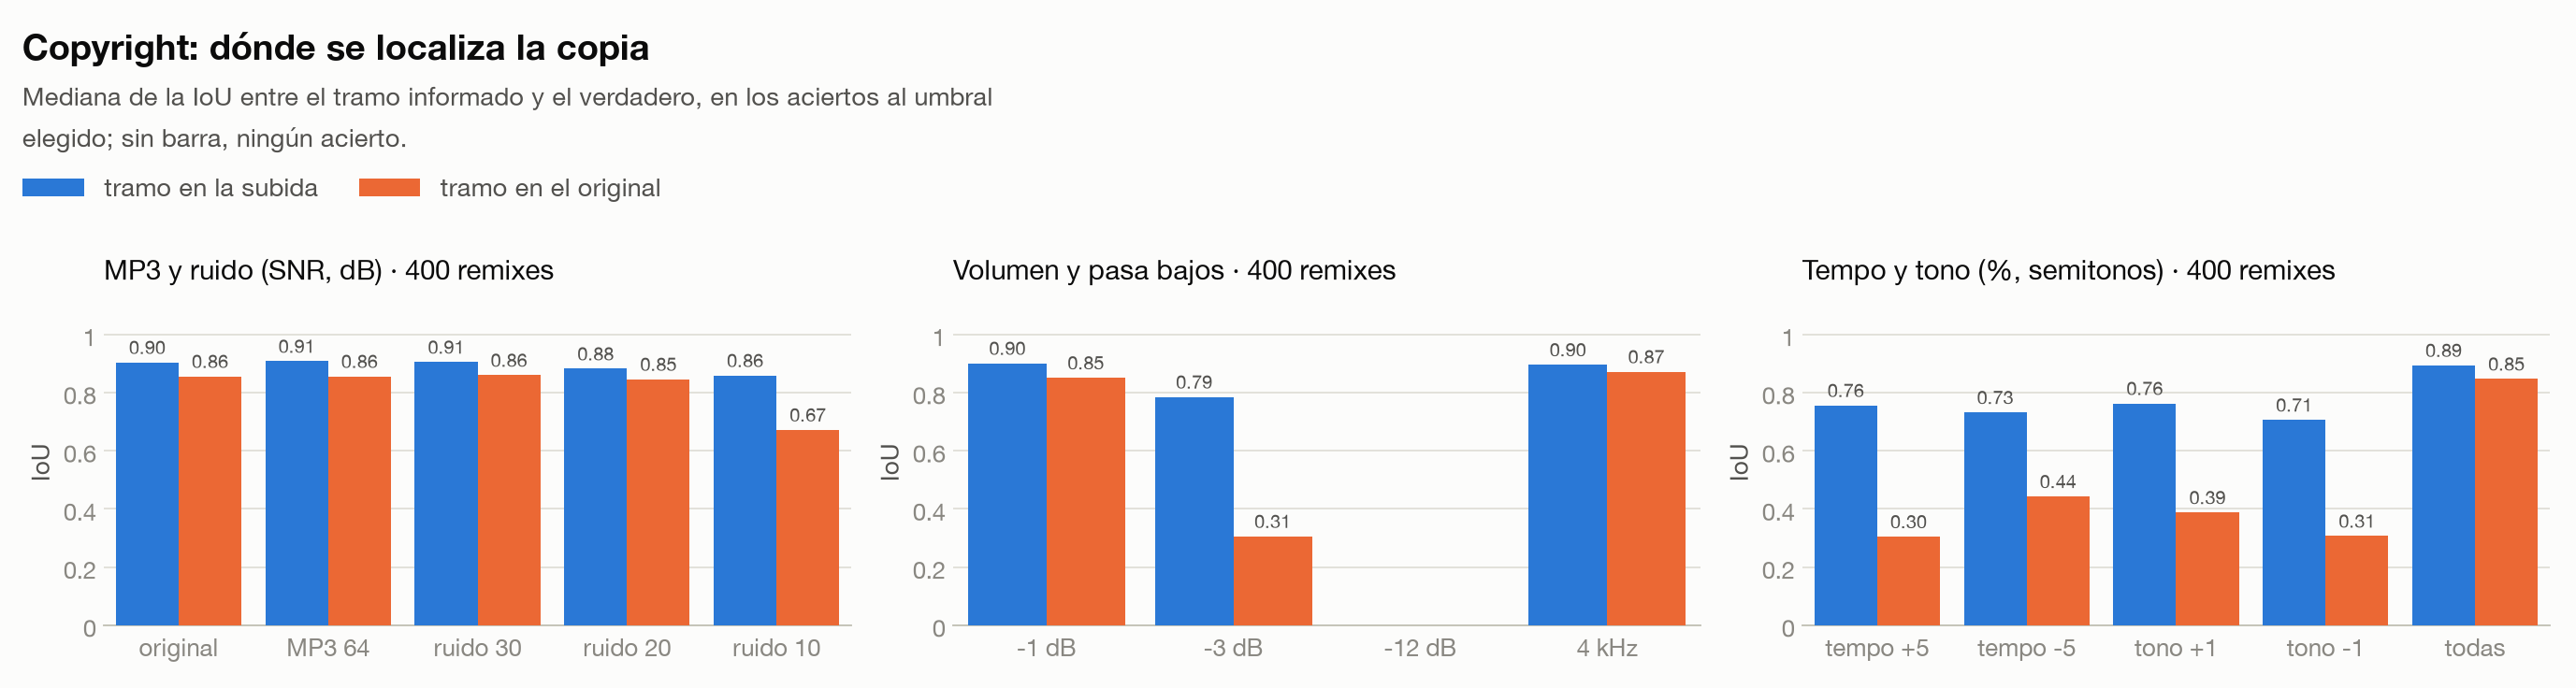 Copyright: dónde se localiza la copia
Mediana de la IoU entre el tramo informado y el verdadero, en los aciertos al umbral
elegido; sin barra, ningún acierto.
tramo en la subida
tramo en el original
MP3 y ruido (SNR, dB) · 400 remixes
IoU
1
0.8
0.6
0.4
0.2
0
0.90
0.86
0.91
0.86
0.91
0.86
0.88
0.85
0.86
0.67
original
MP3 64
ruido 30
ruido 20
ruido 10
Volumen y pasa bajos · 400 remixes
IoU
1
0.8
0.6
0.4
0.2
0
0.90
0.85
0.79
0.31
0.90
0.87
-1 dB
-3 dB
-12 dB
4 kHz
Tempo y tono (%, semitonos) · 400 remixes
IoU
1
0.8
0.6
0.4
0.2
0
0.76
0.30
0.73
0.44
0.76
0.39
0.71
0.31
0.89
0.85
tempo +5
tempo -5
tono +1
tono -1
todas